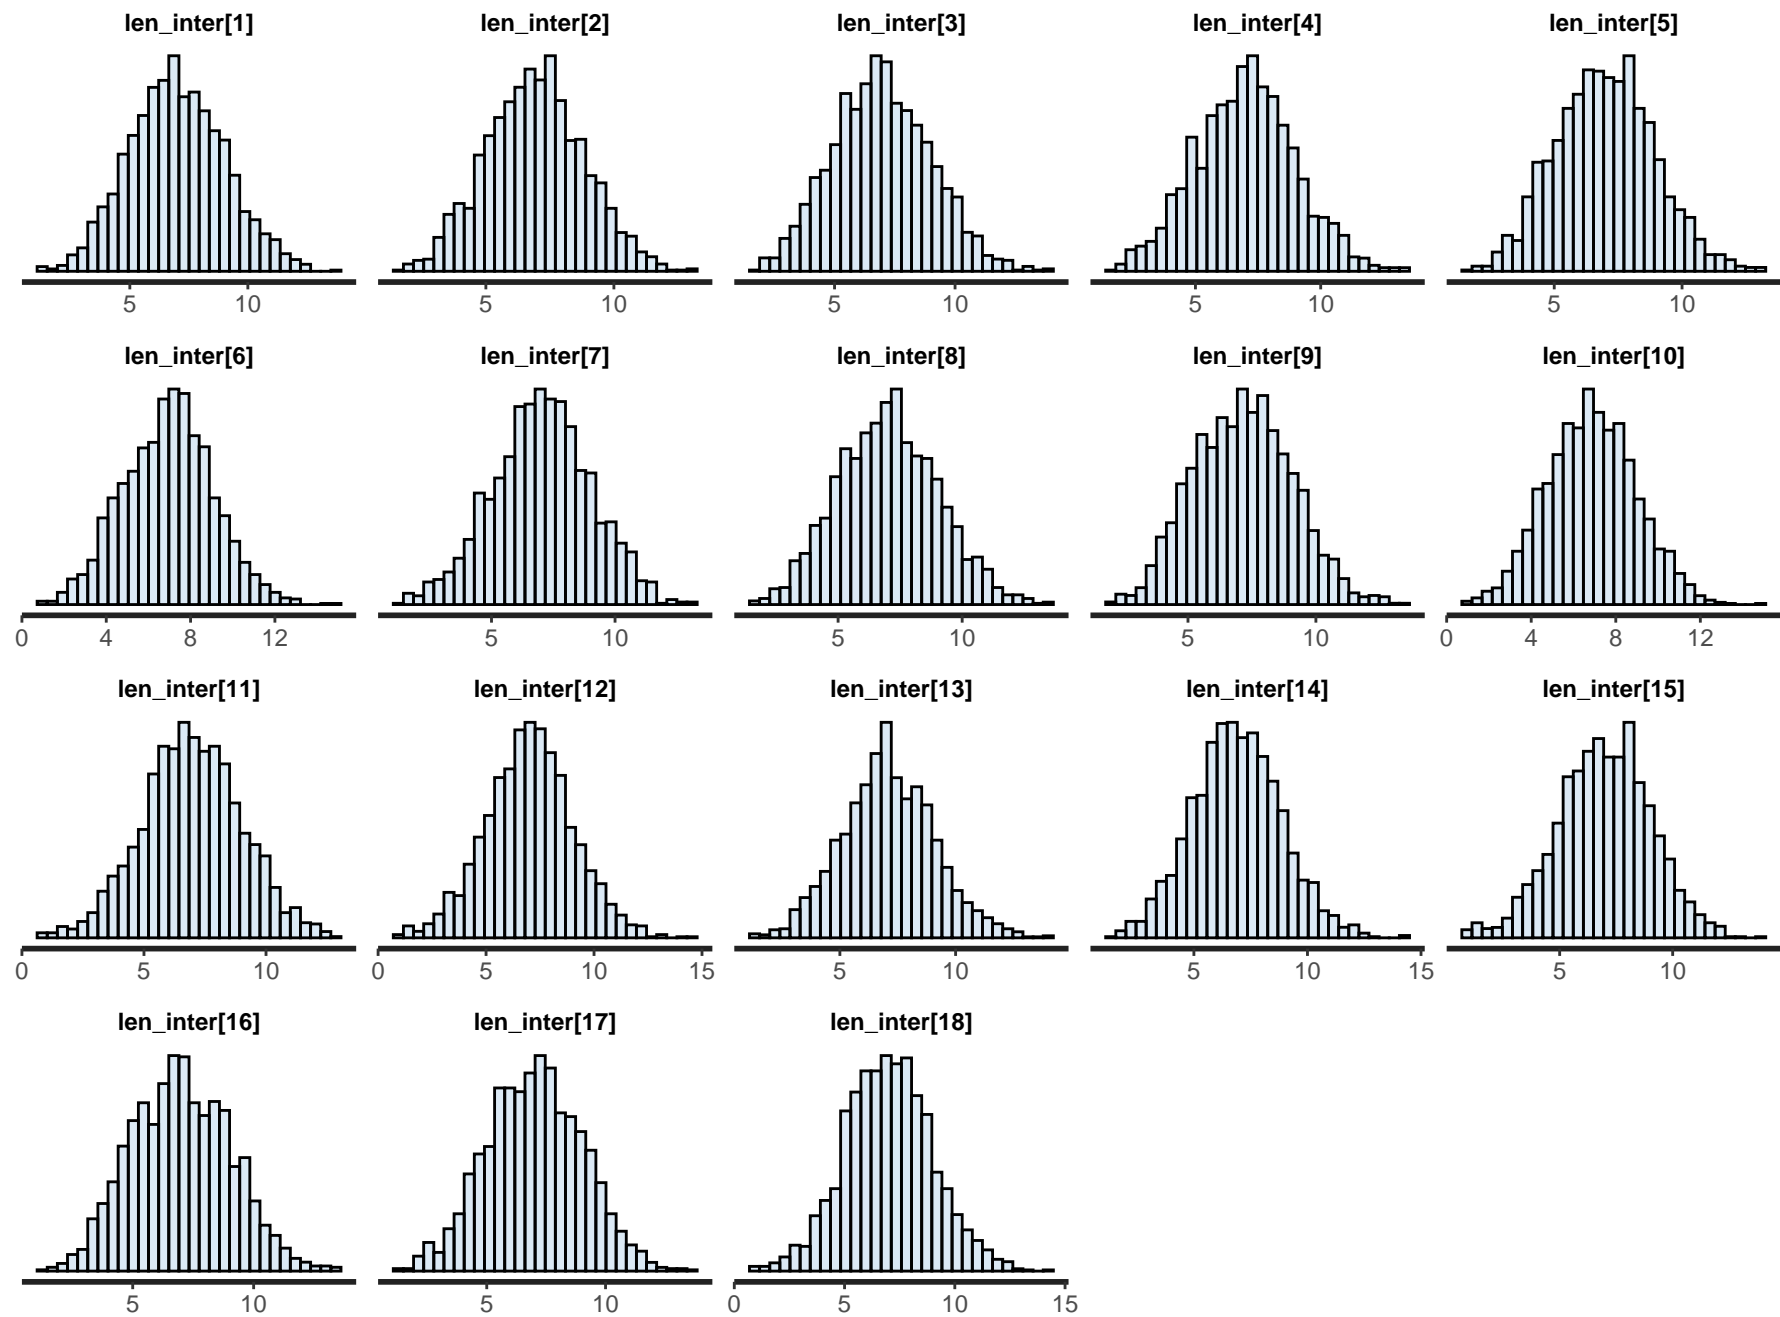 len_inter[1] len_inter[2] len_inter[3] len_inter[4] len_inter[5]
5 10 5 10 5 10 5 10 5 10
len_inter[6] len_inter[7] len_inter[8] len_inter[9] len_inter[10]
0 4 8 12 5 10 5 10 5 10 0 4 8 12
len_inter[11] len_inter[12] len_inter[13] len_inter[14] len_inter[15]
0 5 10 0 5 10 15 5 10 5 10 15 5 10
len_inter[16] len_inter[17] len_inter[18]
5 10 5 10 0 5 10 15